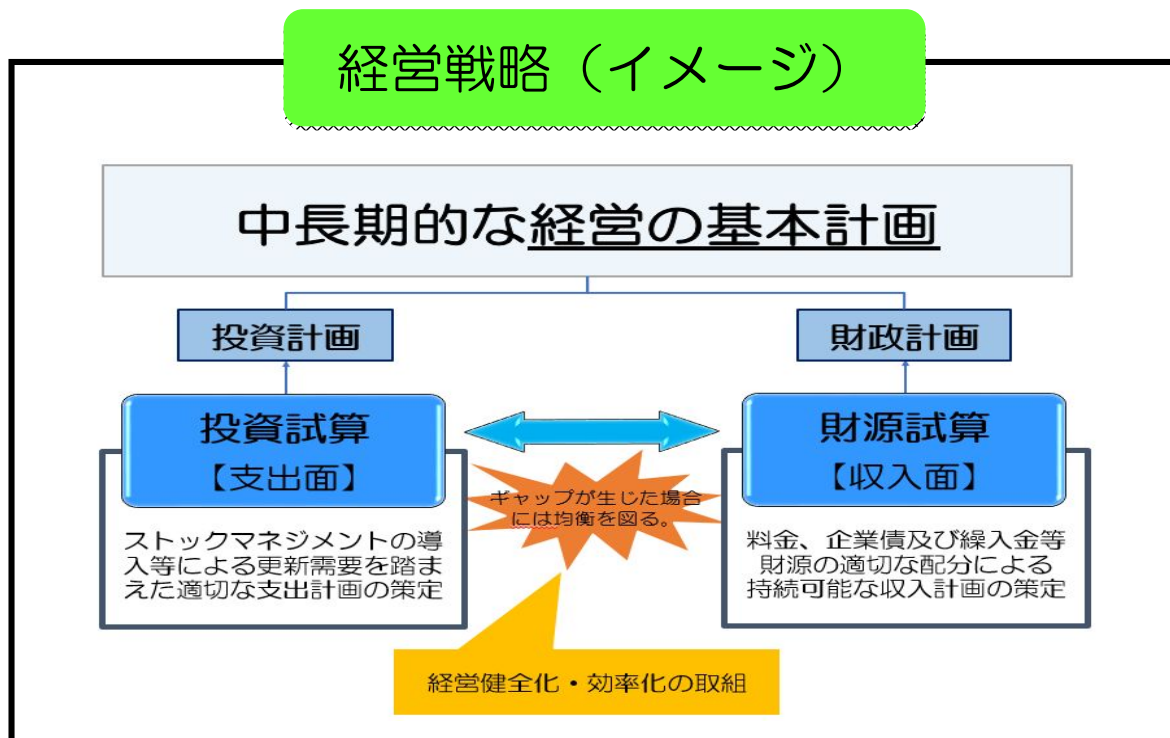 経営戦略（イメージ）
中長期的な経営の基本計画
投資計画
財政計画
投資試算
【支出面】
財源試算
【収入面】
ギャップが生じた場合
には均衡を図る。
ストックマネジメントの導
入等による更新需要を踏ま
えた適切な支出計画の策定
料金、企業債及び繰入金等
財源の適切な配分による
持続可能な収入計画の策定
経営健全化・効率化の取組